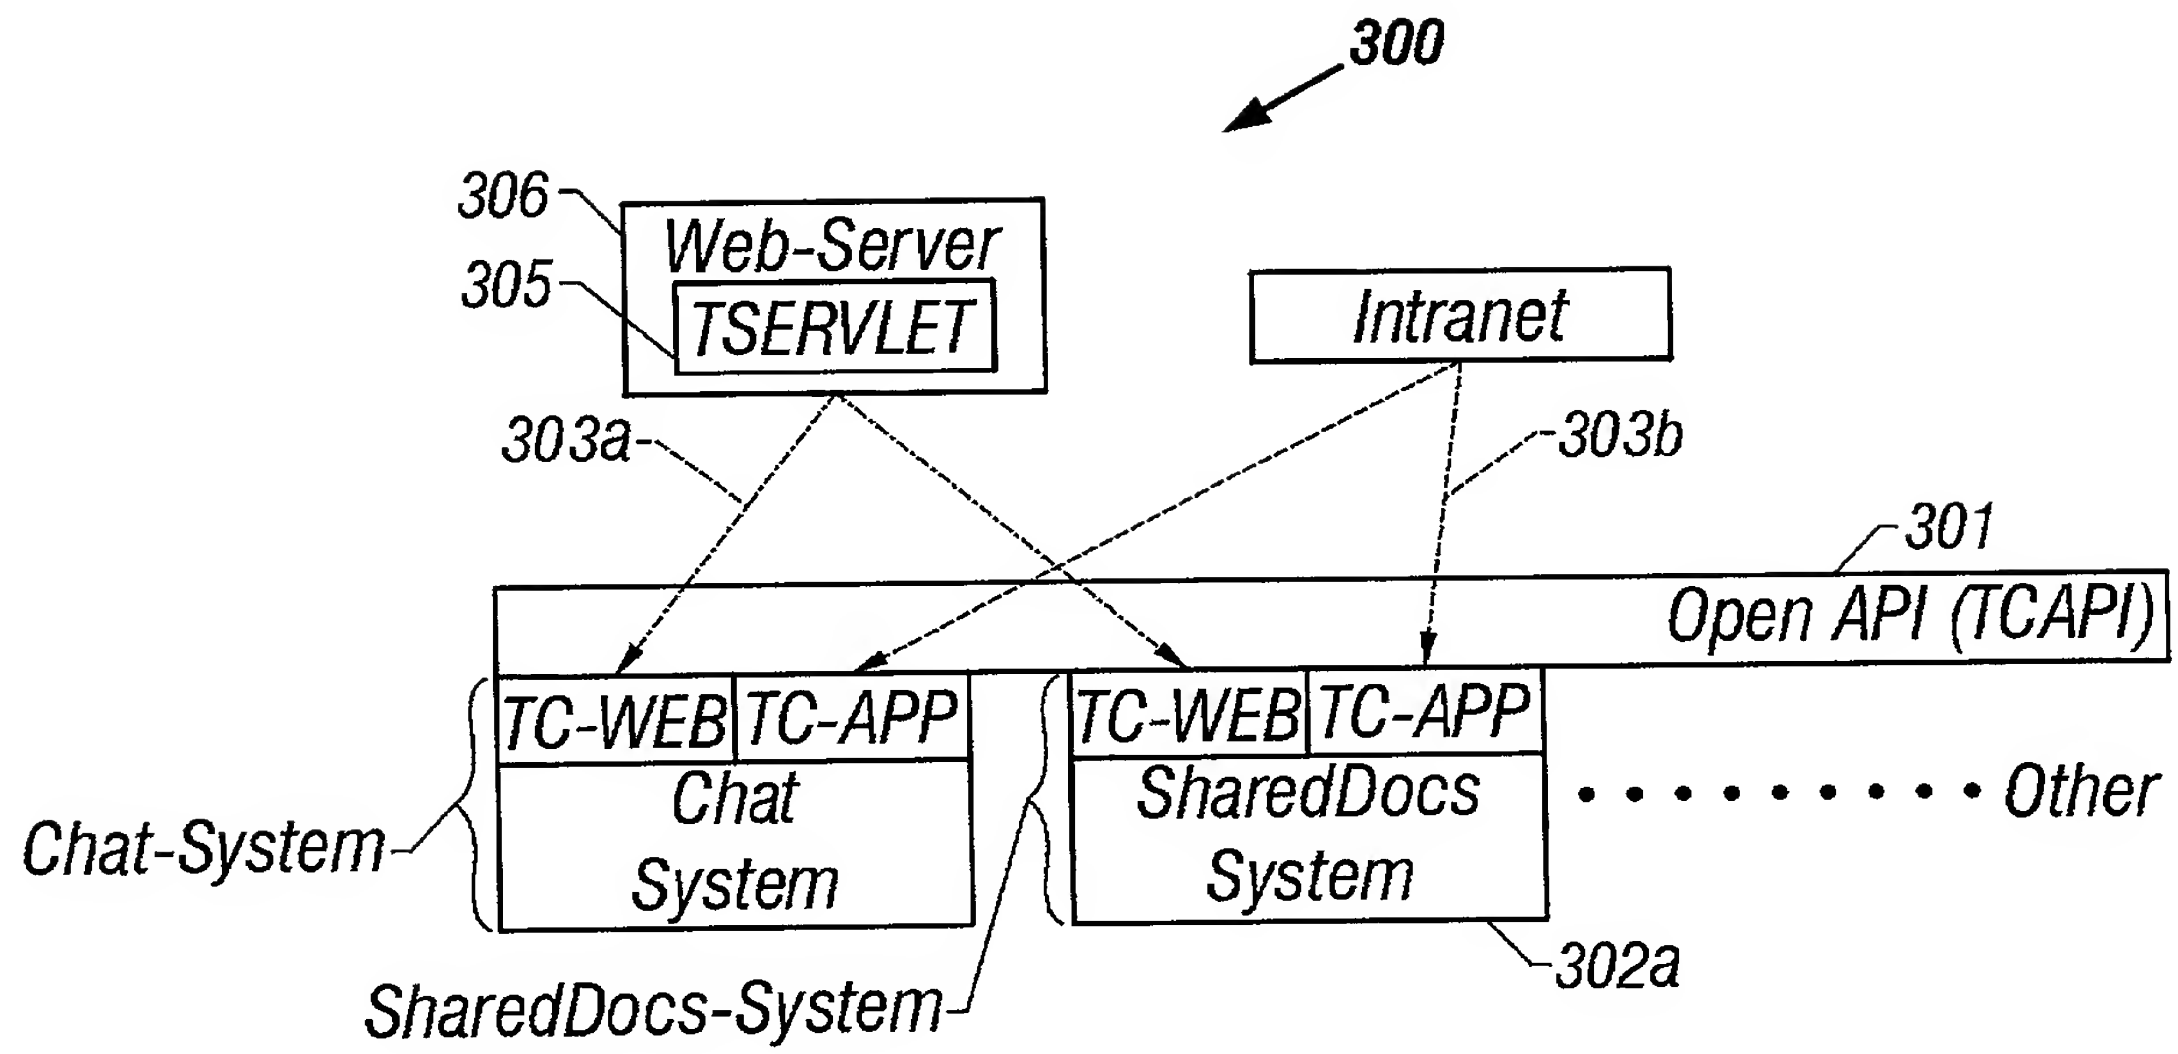 300
306
Web-Server
305
TSERVLET
Intranet
303a
303b
301
Open API (TCAPI)
TC-WEB TC-APP
TC-WEB TC-APP
Chat
System
SharedDocs
System
Other
Chat-System
302a
SharedDocs-System